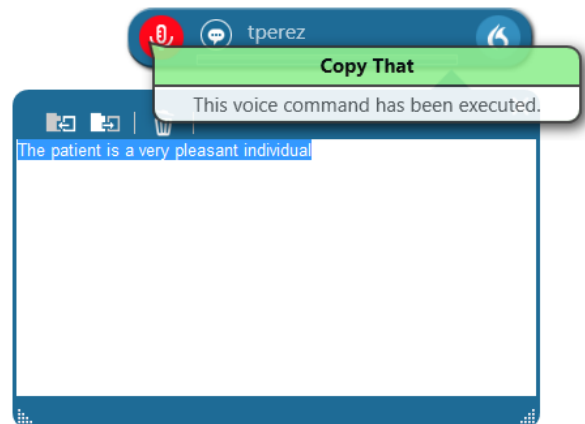 tperez
Copy That
This voice command has been executed.
The patient is a very pleasant individual